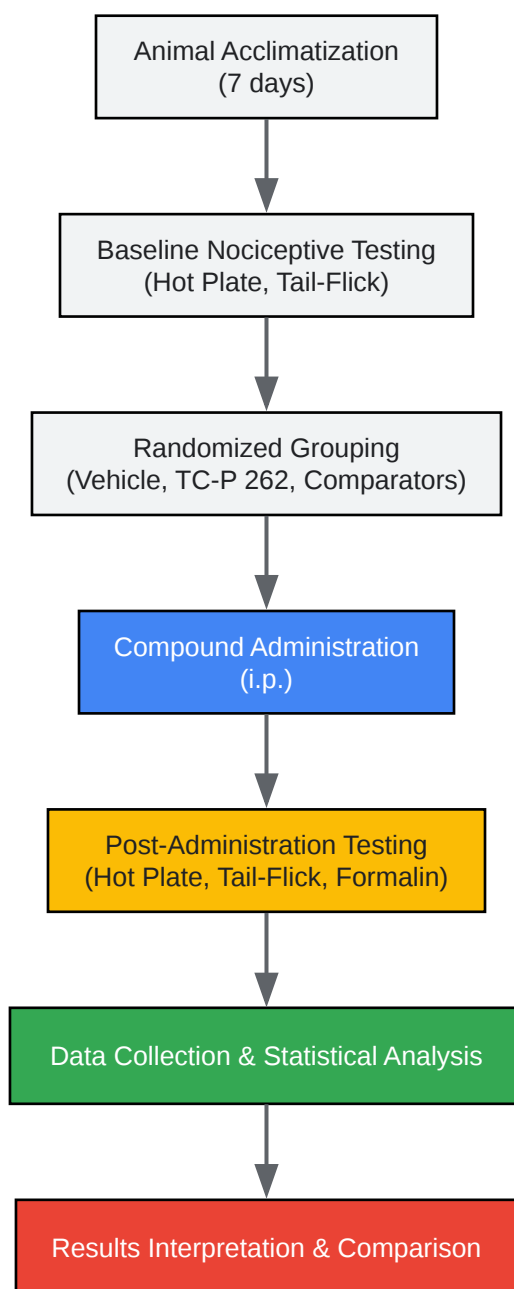 Animal Acclimatization
(7 days)
Baseline Nociceptive Testing
(Hot Plate, Tail-Flick)
Randomized Grouping
(Vehicle, TC-P 262, Comparators)
Compound Administration
(i.p.)
Post-Administration Testing
(Hot Plate, Tail-Flick, Formalin)
Data Collection & Statistical Analysis
Results Interpretation & Comparison